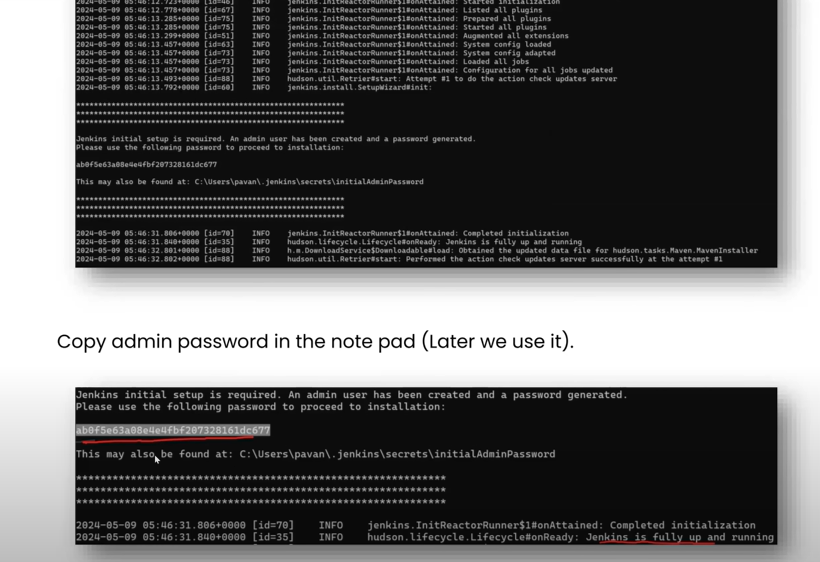 2024-05-09 05:46:12.723+0000 [id=46] INFO jenkins.InitReactorRunner$1#onAttained: Started initialization
2024-05-09 05:46:12.778+0000 [id=67] INFO jenkins.InitReactorRunner$1#onAttained: Listed all plugins
2024-05-09 05:46:13.285+0000 [id=75] INFO jenkins.InitReactorRunner$1#onAttained: Prepared all plugins
2024-05-09 05:46:13.285+0000 [id=75] INFO jenkins.InitReactorRunner$1#onAttained: Started all plugins
2024-05-09 05:46:13.299+0000 [id=51] INFO jenkins.InitReactorRunner$1#onAttained: Augmented all extensions
2024-05-09 05:46:13.457+0000 [id=63] INFO jenkins.InitReactorRunner$1#onAttained: System config loaded
2024-05-09 05:46:13.457+0000 [id=73] INFO jenkins.InitReactorRunner$1#onAttained: System config adapted
2024-05-09 05:46:13.457+0000 [id=73] INFO jenkins.InitReactorRunner$1#onAttained: Loaded all jobs
2024-05-09 05:46:13.457+0000 [id=73] INFO jenkins.InitReactorRunner$1#onAttained: Configuration for all jobs updated
2024-05-09 05:46:13.493+0000 [id=88] INFO hudson.util.Retrier#start: Attempt #1 to do the action check updates server
2024-05-09 05:46:13.792+0000 [id=60] INFO jenkins.install.SetupWizard#init:
*************************************************************
*************************************************************
*************************************************************
Jenkins initial setup is required. An admin user has been created and a password generated.
Please use the following password to proceed to installation:
ab0f5e63a08e4e4fbf207328161dc677
This may also be found at: C:\Users\pavan\.jenkins\secrets\initialAdminPassword
*************************************************************
*************************************************************
*************************************************************
2024-05-09 05:46:31.806+0000 [id=70] INFO jenkins.InitReactorRunner$1#onAttained: Completed initialization
2024-05-09 05:46:31.840+0000 [id=35] INFO hudson.lifecycle.Lifecycle#onReady: Jenkins is fully up and running
2024-05-09 05:46:32.801+0000 [id=88] INFO h.m.DownloadService$Downloadable#load: Obtained the updated data file for hudson.tasks.Maven.MavenInstaller
2024-05-09 05:46:32.802+0000 [id=88] INFO hudson.util.Retrier#start: Performed the action check updates server successfully at the attempt #1
Copy admin password in the note pad (Later we use it).
Jenkins initial setup is required. An admin user has been created and a password generated.
Please use the following password to proceed to installation:
ab0f5e63a08e4e4fbf207328161dc677
This may also be found at: C:\Users\pavan\.jenkins\secrets\initialAdminPassword
*************************************************************
*************************************************************
*************************************************************
2024-05-09 05:46:31.806+0000 [id=70] INFO jenkins.InitReactorRunner$1#onAttained: Completed initialization
2024-05-09 05:46:31.840+0000 [id=35] INFO hudson.lifecycle.Lifecycle#onReady: Jenkins is fully up and running